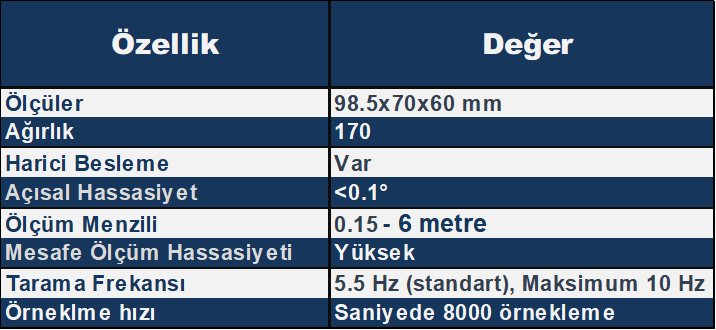 Özellik Değer
Ölçüler 98.5x70x60 mm
Ağırlık 170
Harici Besleme Var
Açısal Hassasiyet <0.1°
Ölçüm Menzili 0.15 - 6 metre
Mesafe Ölçüm Hassasiyeti Yüksek
Tarama Frekansı 5.5 Hz (standart), Maksimum 10 Hz
Örneklme hızı Saniyede 8000 örnekleme